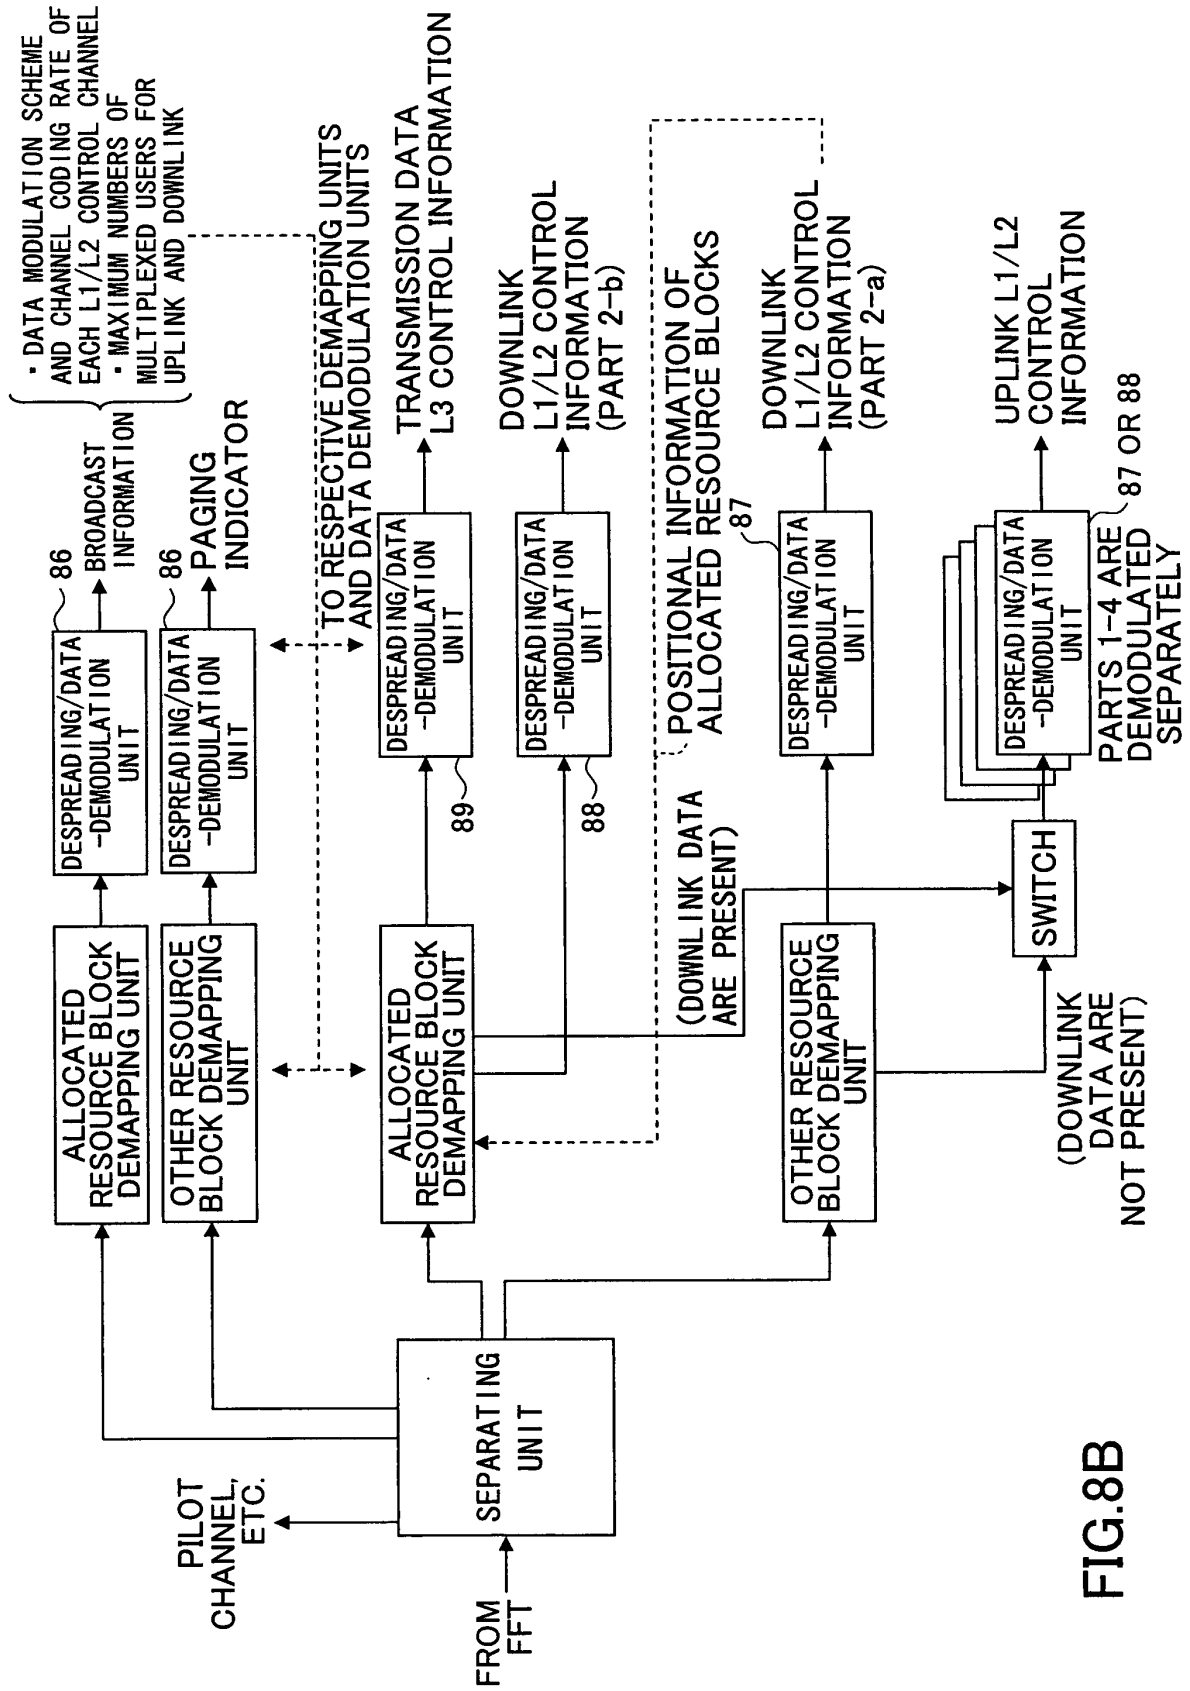 · DATA MODULATION SCHEME
AND CHANNEL CODING RATE OF
EACH L1/L2 CONTROL CHANNEL
· MAXIMUM NUMBERS OF
MULTIPLEXED USERS FOR
UPLINK AND DOWNLINK
ALLOCATED
RESOURCE BLOCK
DEMAPPING UNIT
DESPREADING/DATA
-DEMODULATION
UNIT
86
BROADCAST
INFORMATION
OTHER RESOURCE
BLOCK DEMAPPING
UNIT
DESPREADING/DATA
-DEMODULATION
UNIT
86
PAGING
INDICATOR
TO RESPECTIVE DEMAPPING UNITS
AND DATA DEMODULATION UNITS
PILOT
CHANNEL,
ETC.
FROM
FFT
SEPARATING
UNIT
ALLOCATED
RESOURCE BLOCK
DEMAPPING UNIT
DESPREADING/DATA
-DEMODULATION
UNIT
89
TRANSMISSION DATA
L3 CONTROL INFORMATION
DESPREADING/DATA
-DEMODULATION
UNIT
88
DOWNLINK
L1/L2 CONTROL
INFORMATION
(PART 2-b)
POSITIONAL INFORMATION OF
ALLOCATED RESOURCE BLOCKS
(DOWNLINK DATA
ARE PRESENT)
OTHER RESOURCE
BLOCK DEMAPPING
UNIT
DESPREADING/DATA
-DEMODULATION
UNIT
87
DOWNLINK
L1/L2 CONTROL
INFORMATION
(PART 2-a)
(DOWNLINK
DATA ARE
NOT PRESENT)
SWITCH
DESPREADING/DATA
-DEMODULATION
UNIT
87 OR 88
UPLINK L1/L2
CONTROL
INFORMATION
PARTS 1-4 ARE
DEMODULATED
SEPARATELY
FIG.8B